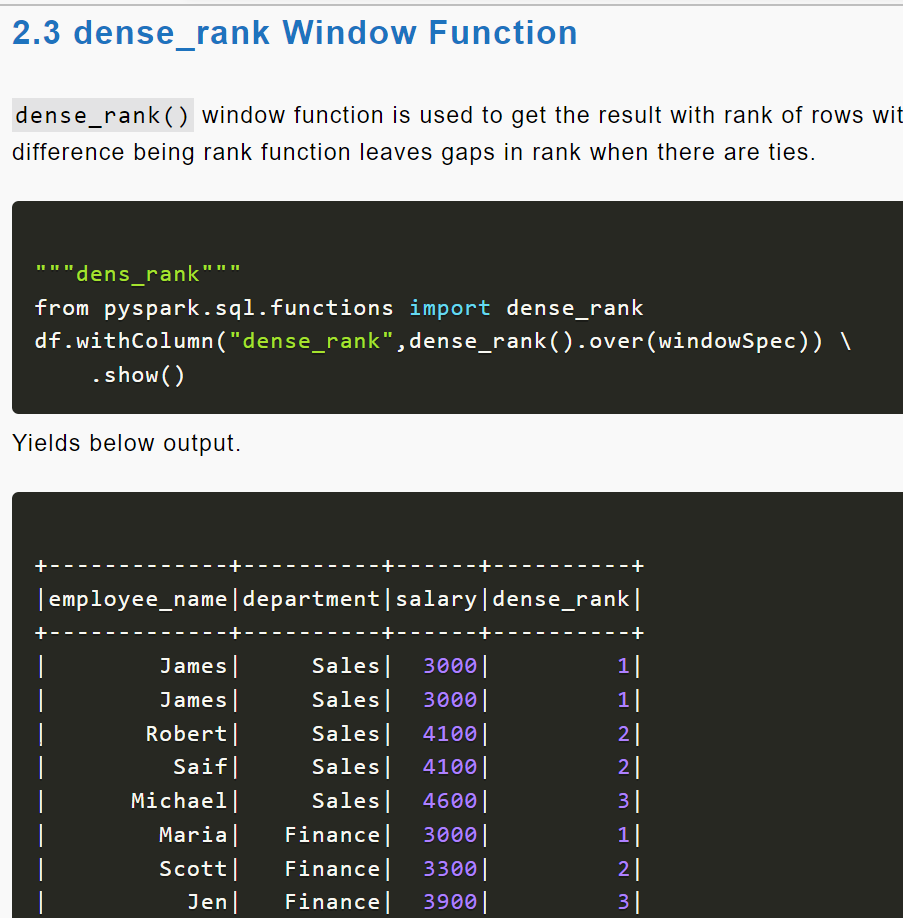 2.3 dense_rank Window Function
dense_rank() window function is used to get the result with rank of rows wit
difference being rank function leaves gaps in rank when there are ties.
"""dens_rank"""
from pyspark.sql.functions import dense_rank
df.withColumn("dense_rank",dense_rank().over(windowSpec)) \
    .show()
Yields below output.
+-------------+----------+------+----------+
|employee_name|department|salary|dense_rank|
+-------------+----------+------+----------+
|        James|     Sales|  3000|         1|
|        James|     Sales|  3000|         1|
|       Robert|     Sales|  4100|         2|
|         Saif|     Sales|  4100|         2|
|      Michael|     Sales|  4600|         3|
|        Maria|   Finance|  3000|         1|
|        Scott|   Finance|  3300|         2|
|          Jen|   Finance|  3900|         3|